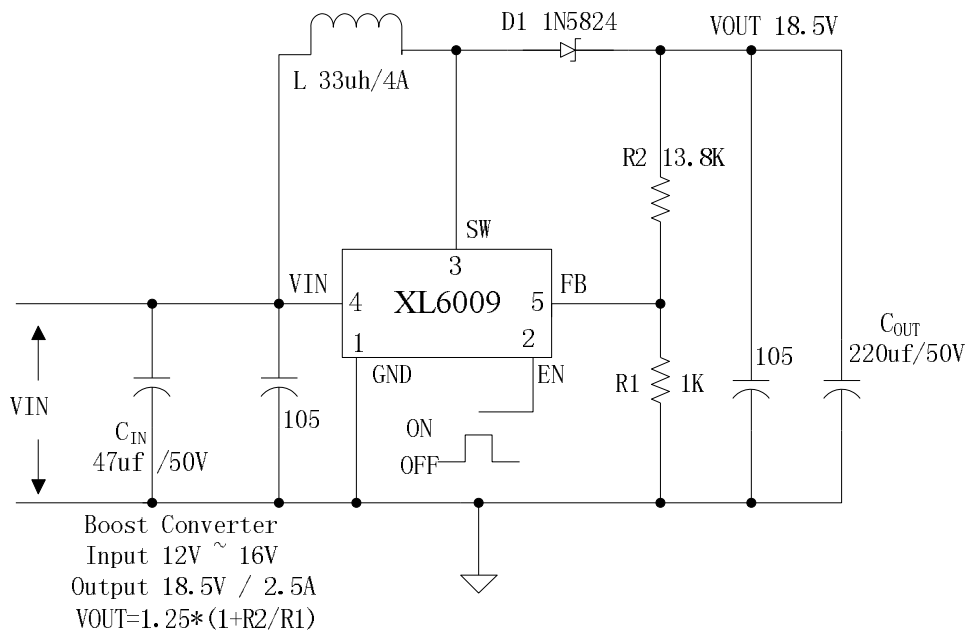 D1 1N5824
VOUT 18.5V
L 33uh/4A
R2 13.8K
SW
3
VIN
4
XL6009
5
FB
1
2
GND
EN
R1 1K
105
COUT
220uf/50V
VIN
CIN
47uf /50V
105
ON
OFF
Boost Converter
Input 12V ~ 16V
Output 18.5V / 2.5A
VOUT=1.25*(1+R2/R1)